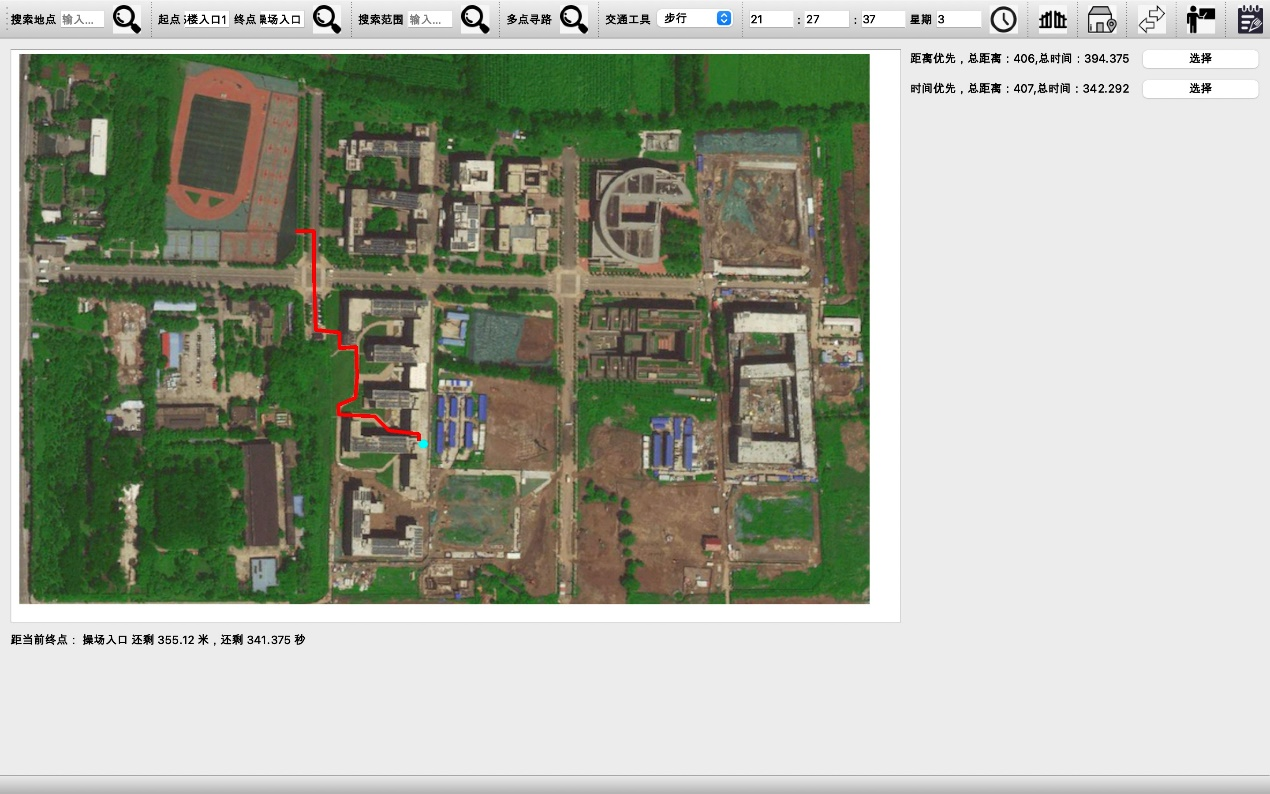 搜索地点 输入... 起点 楼入口1 终点 操场入口 搜索范围 输入... 多点寻路 交通工具 步行 21 : 27 : 37 星期 3
距离优先，总距离：406,总时间：394.375 选择
时间优先，总距离：407,总时间：342.292 选择
距当前终点： 操场入口 还剩 355.12 米，还剩 341.375 秒